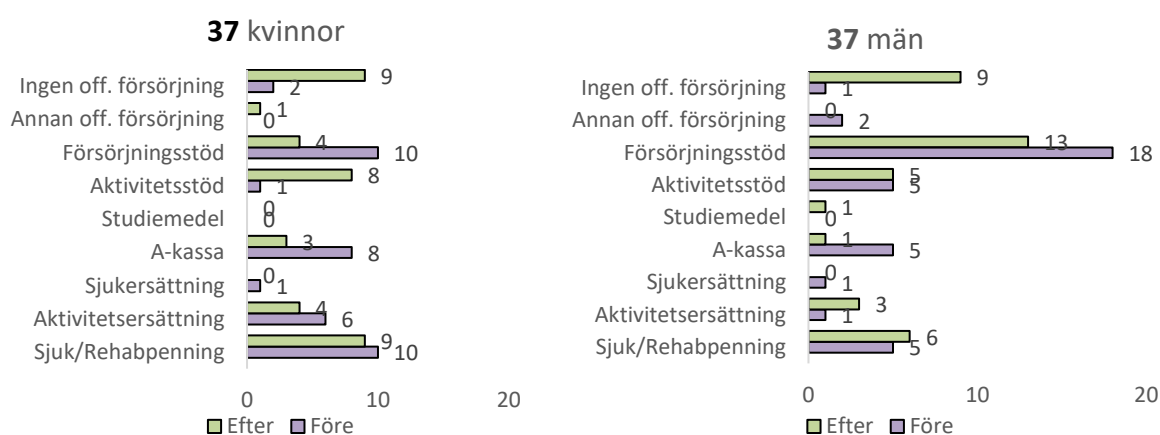 37 kvinnor
Ingen off. försörjning 9 2
Annan off. försörjning 1 0
Försörjningsstöd 4 10
Aktivitetsstöd 8 1
Studiemedel 0 0
A-kassa 3 8
Sjukersättning 0 1
Aktivitetsersättning 4 6
Sjuk/Rehabpenning 9 10
0 10 20
Efter Före
37 män
Ingen off. försörjning 9 1
Annan off. försörjning 0 2
Försörjningsstöd 13 18
Aktivitetsstöd 5 5
Studiemedel 1 0
A-kassa 1 5
Sjukersättning 0 1
Aktivitetsersättning 3 1
Sjuk/Rehabpenning 6 5
0 10 20
Efter Före